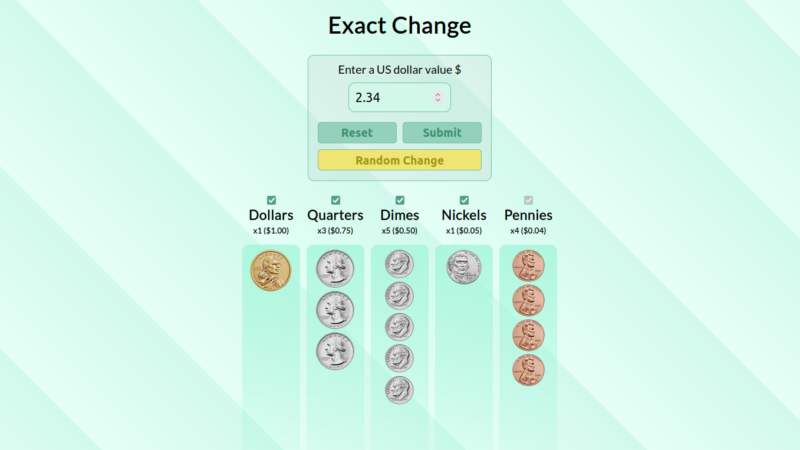 Exact Change
Enter a US dollar value $
2.34
Reset Submit
Random Change
Dollars Quarters Dimes Nickels Pennies
x1 ($1.00) x3 ($0.75) x5 ($0.50) x1 ($0.05) x4 ($0.04)